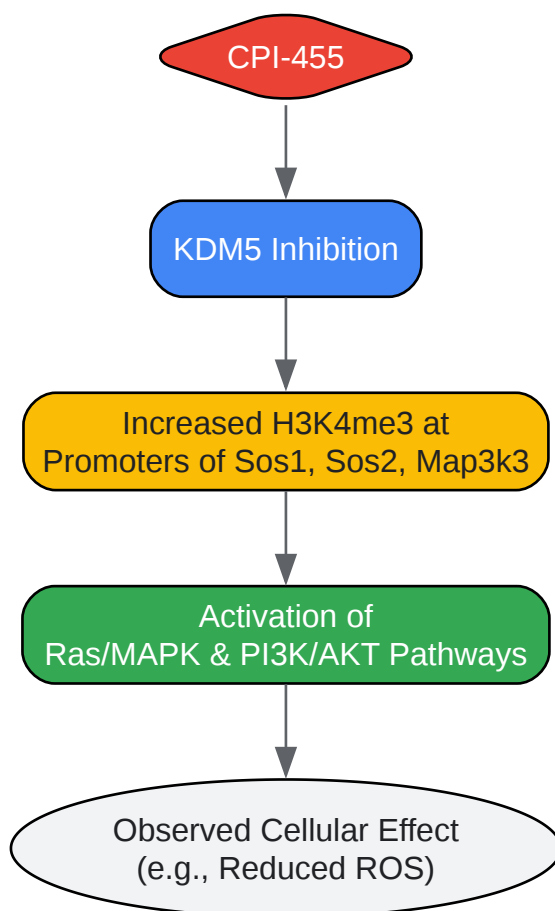 CPI-455
KDM5 Inhibition
Increased H3K4me3 at
Promoters of Sos1, Sos2, Map3k3
Activation of
Ras/MAPK & PI3K/AKT Pathways
Observed Cellular Effect
(e.g., Reduced ROS)